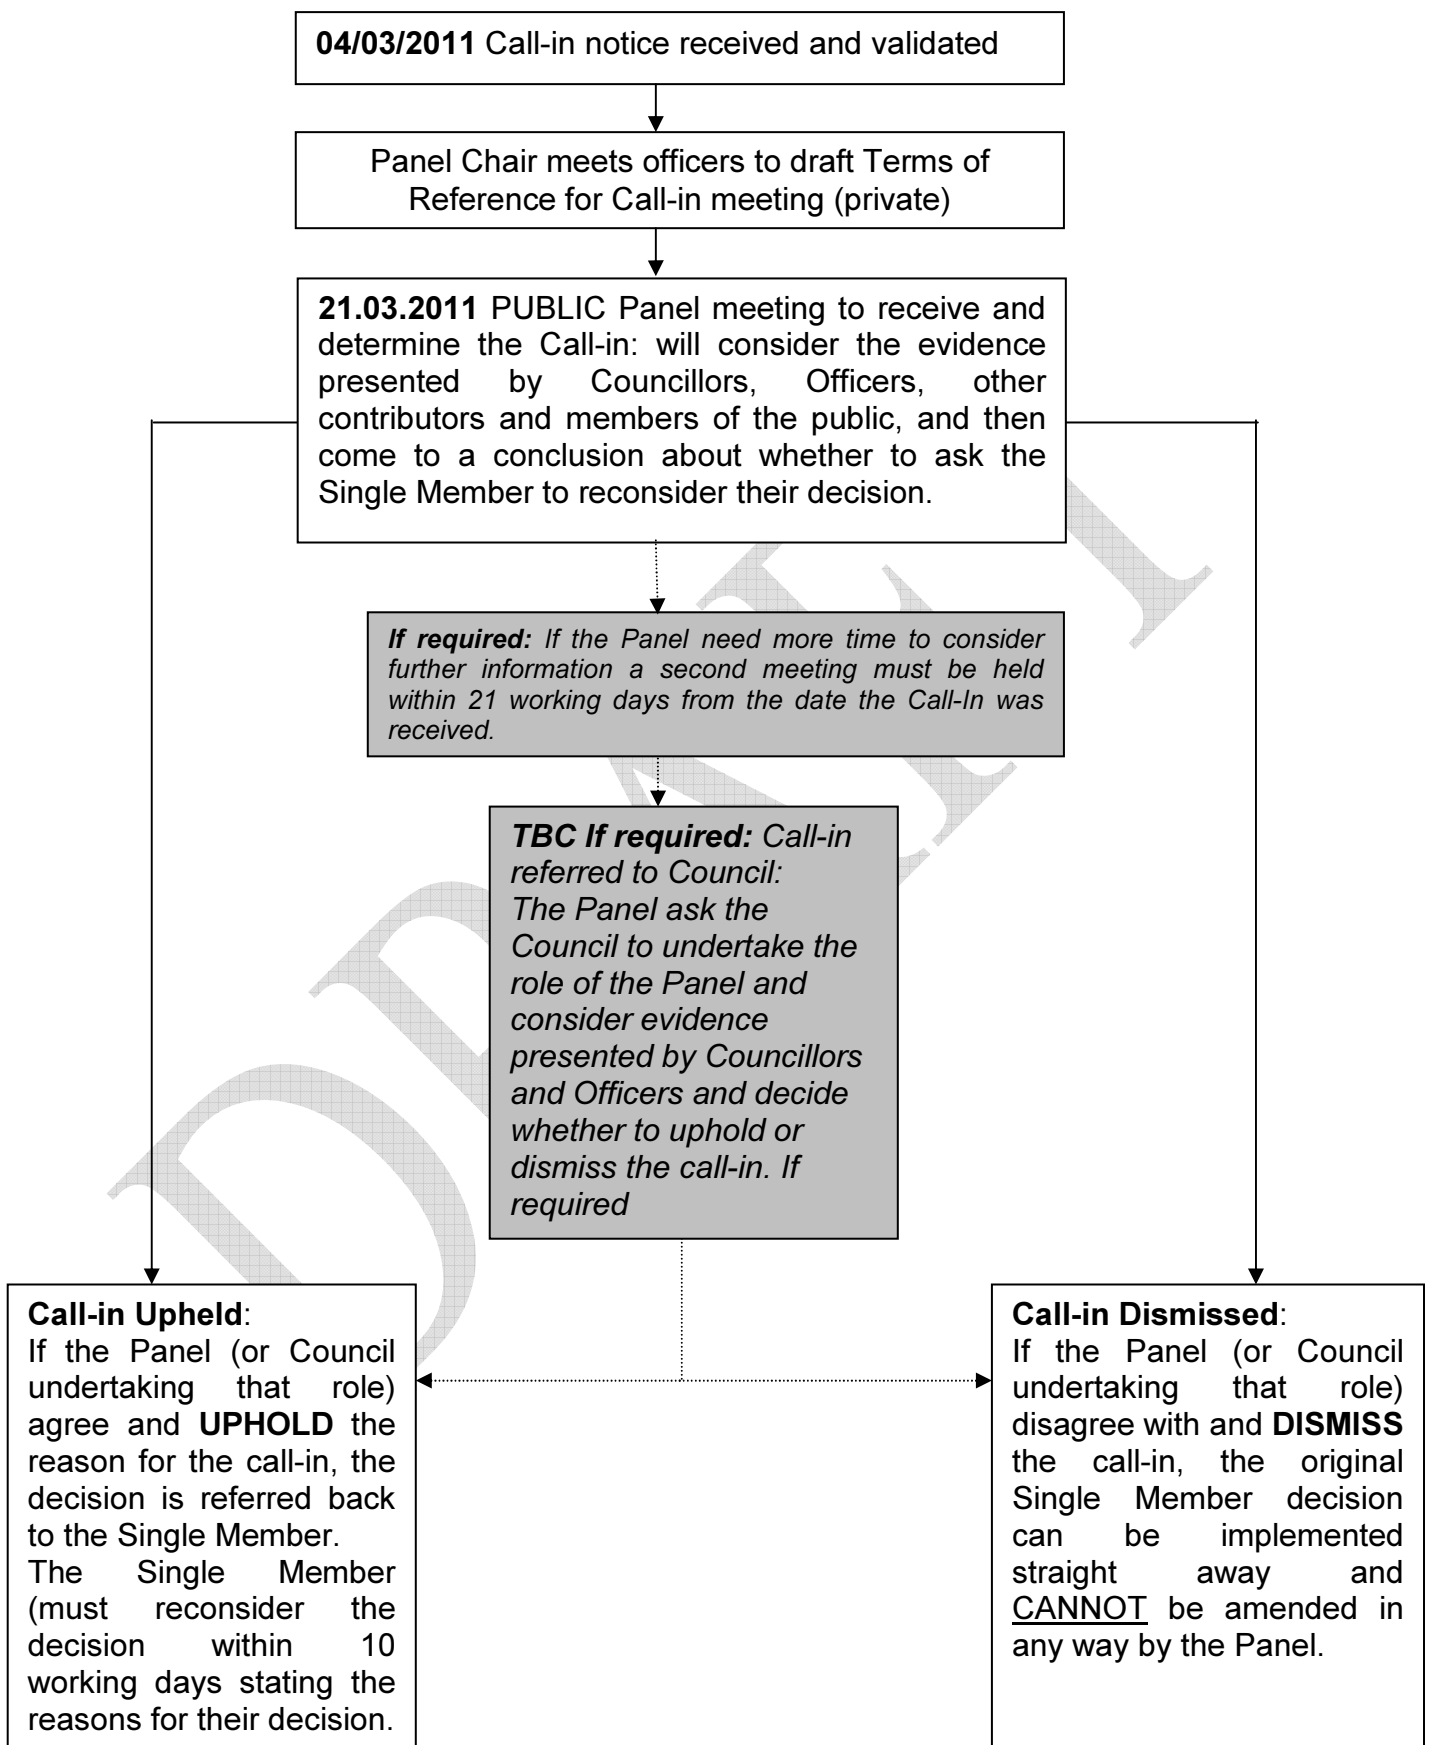 04/03/2011 Call-in notice received and validated
Panel Chair meets officers to draft Terms of
Reference for Call-in meeting (private)
21.03.2011 PUBLIC Panel meeting to receive and
determine the Call-in: will consider the evidence
presented by Councillors, Officers, other
contributors and members of the public, and then
come to a conclusion about whether to ask the
Single Member to reconsider their decision.
If required: If the Panel need more time to consider
further information a second meeting must be held
within 21 working days from the date the Call-In was
received.
TBC If required: Call-in
referred to Council:
The Panel ask the
Council to undertake the
role of the Panel and
consider evidence
presented by Councillors
and Officers and decide
whether to uphold or
dismiss the call-in. If
required
Call-in Upheld:
If the Panel (or Council
undertaking that role)
agree and UPHOLD the
reason for the call-in, the
decision is referred back
to the Single Member.
The Single Member
(must reconsider the
decision within 10
working days stating the
reasons for their decision.
Call-in Dismissed:
If the Panel (or Council
undertaking that role)
disagree with and DISMISS
the call-in, the original
Single Member decision
can be implemented
straight away and
CANNOT be amended in
any way by the Panel.
DRAFT